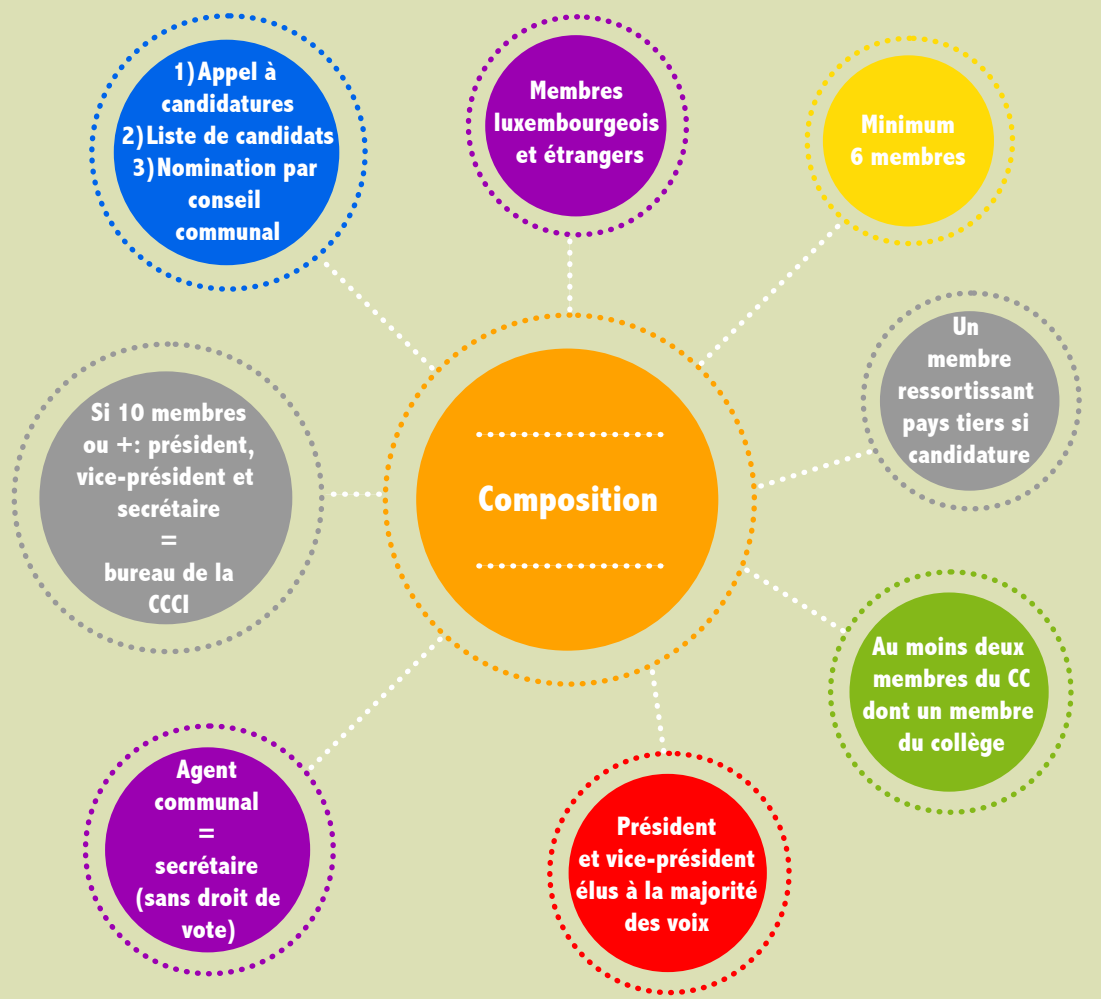 1) Appel à
candidatures
2) Liste de candidats
3) Nomination par
conseil
communal
Membres
luxembourgeois
et étrangers
Minimum
6 membres
Un
membre
ressortissant
pays tiers si
candidature
Si 10 membres
ou +: président,
vice-président et
secrétaire
=
bureau de la
CCCI
Composition
Au moins deux
membres du CC
dont un membre
du collège
Agent
communal
=
secrétaire
(sans droit de
vote)
Président
et vice-président
élus à la majorité
des voix